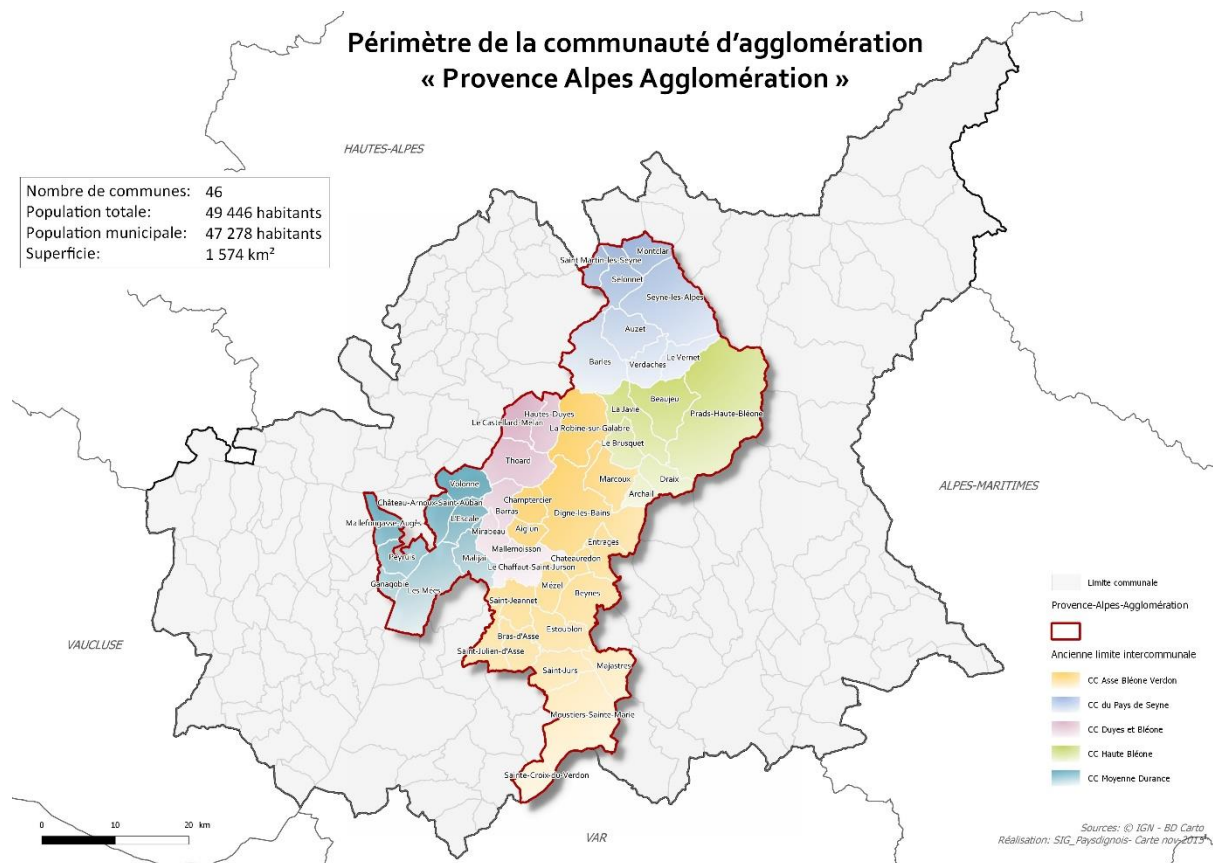 Périmètre de la communauté d'agglomération
« Provence Alpes Agglomération »
HAUTES-ALPES
Nombre de communes: 46
Population totale: 49 446 habitants
Population municipale: 47 278 habitants
Superficie: 1 574 km²
Montclar
Saint Martin-les-Seyne
Selonnet
Seyne-les-Alpes
Auzet
Le Vernet
Barles
Verdaches
Beaujeu
La Javie
Prads-Haute-Bléone
Hautes-Duyes
Le Castellard-Melan
La Robine-sur-Galabre
Le Brusquet
Thoard
Marcoux
Draix
Volonne
Archail
ALPES-MARITIMES
Château-Arnoux-Saint-Auban
Champtercier
Barras
Digne-les-Bains
L'Escale
Mallefougasse-Augès
Aiglun
Mirabeau
Entrages
Mallemoisson
Peyruis
Malijai
Chateauredon
Le Chaffaut-Saint-Jurson
Ganagobie
Les Mées
Mézel
Beynes
Saint-Jeannet
Estoublon
Bras-d'Asse
VAUCLUSE
Saint-Julien-d'Asse
Saint-Jurs
Majastres
Moustiers-Sainte-Marie
Sainte-Croix-du-Verdon
VAR
Limite communale
Provence-Alpes-Agglomération
Ancienne limite intercommunale
CC Asse Bléone Verdon
CC du Pays de Seyne
CC Duyes et Bléone
CC Haute Bléone
CC Moyenne Durance
0 10 20 km
Sources: © IGN - BD Carto
Réalisation: SIG_Paysdignois- Carte nov-2015